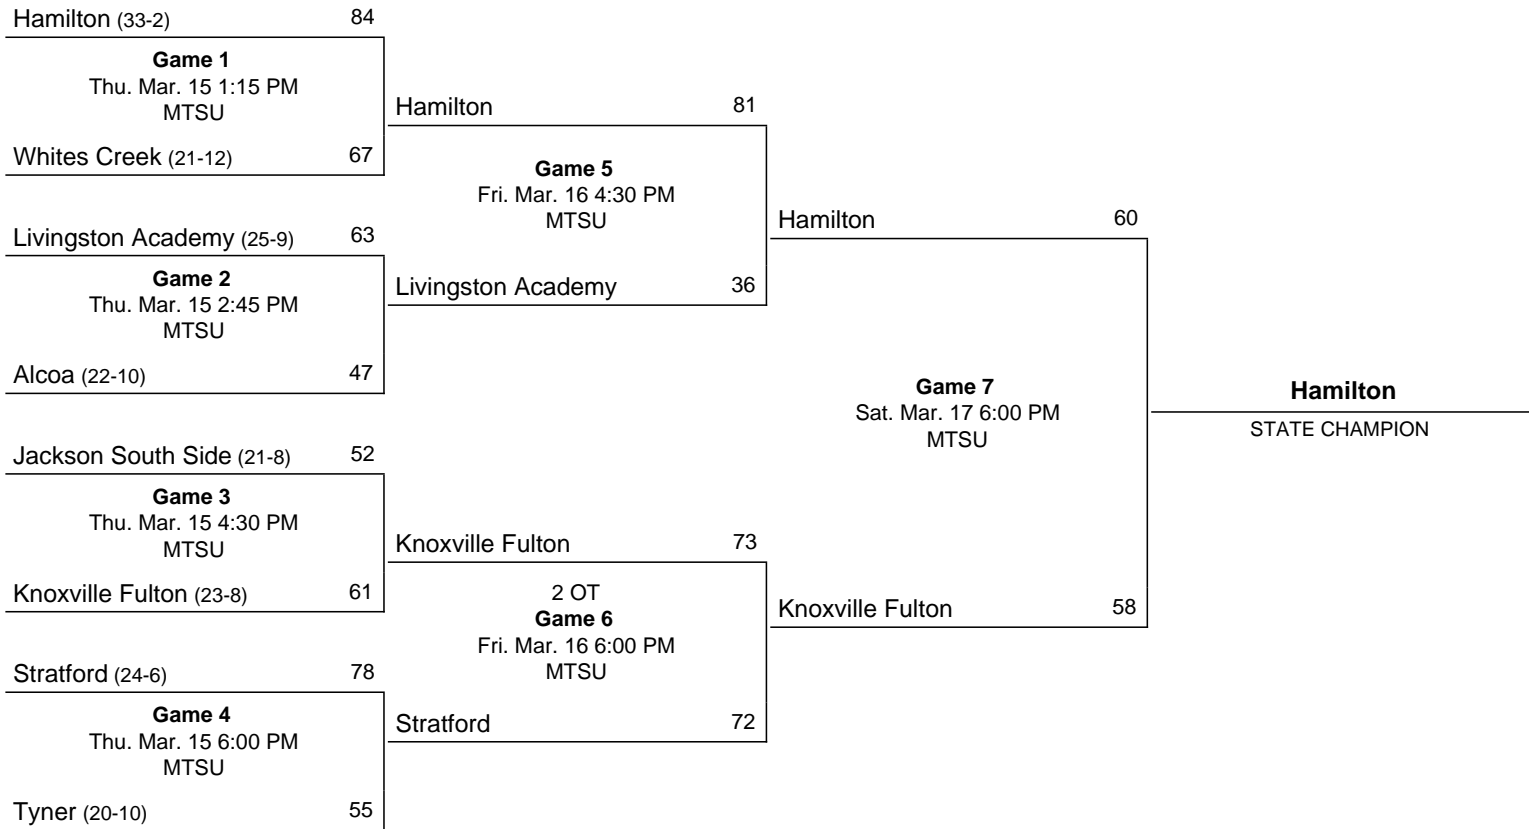 Hamilton (33-2) 84
Game 1
Thu. Mar. 15 1:15 PM
MTSU
Whites Creek (21-12) 67
Livingston Academy (25-9) 63
Game 2
Thu. Mar. 15 2:45 PM
MTSU
Alcoa (22-10) 47
Jackson South Side (21-8) 52
Game 3
Thu. Mar. 15 4:30 PM
MTSU
Knoxville Fulton (23-8) 61
Stratford (24-6) 78
Game 4
Thu. Mar. 15 6:00 PM
MTSU
Tyner (20-10) 55
Hamilton 81
Game 5
Fri. Mar. 16 4:30 PM
MTSU
Livingston Academy 36
Knoxville Fulton 73
2 OT
Game 6
Fri. Mar. 16 6:00 PM
MTSU
Stratford 72
Hamilton 60
Game 7
Sat. Mar. 17 6:00 PM
MTSU
Knoxville Fulton 58
Hamilton
STATE CHAMPION